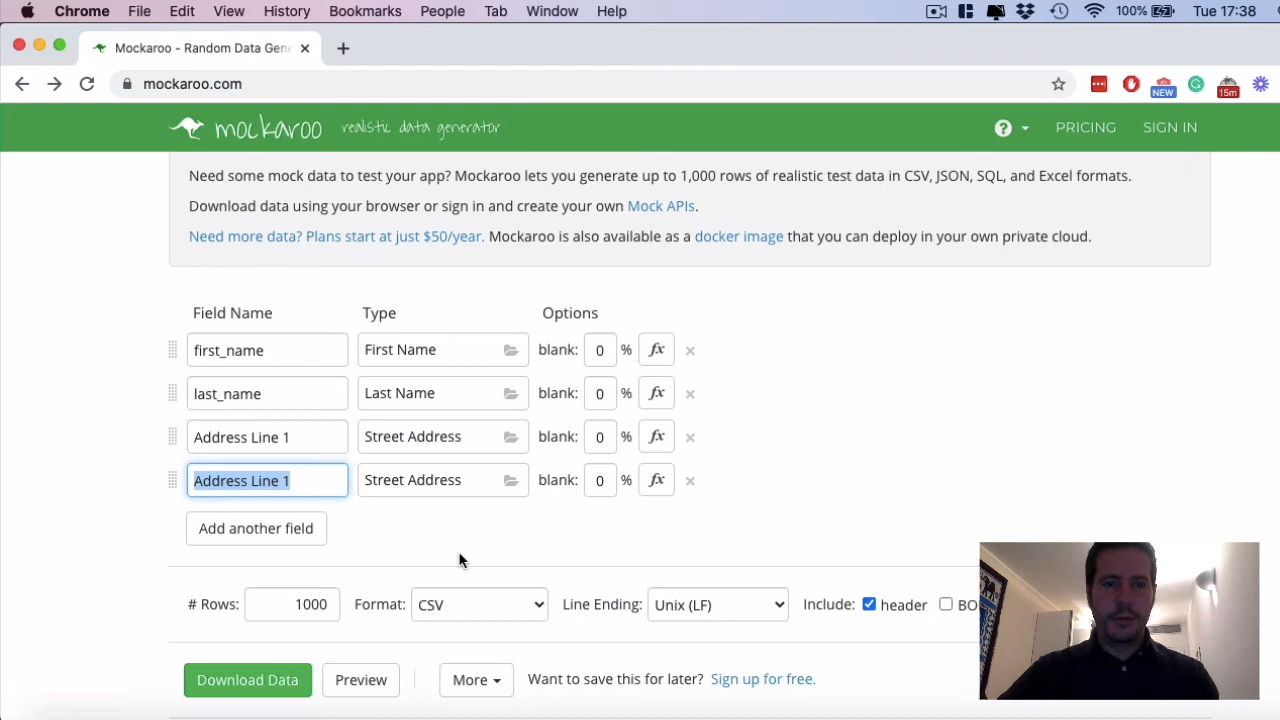 Chrome File Edit View History Bookmarks People Tab Window Help 100% Tue 17:38
Mockaroo - Random Data Gene
mockaroo.com NEW 15m
mockaroo realistic data generator PRICING SIGN IN
Need some mock data to test your app? Mockaroo lets you generate up to 1,000 rows of realistic test data in CSV, JSON, SQL, and Excel formats.
Download data using your browser or sign in and create your own Mock APIs.
Need more data? Plans start at just $50/year. Mockaroo is also available as a docker image that you can deploy in your own private cloud.
Field Name Type Options
first_name First Name blank: 0 % fx
last_name Last Name blank: 0 % fx
Address Line 1 Street Address blank: 0 % fx
Address Line 1 Street Address blank: 0 % fx
Add another field
# Rows: 1000 Format: CSV Line Ending: Unix (LF) Include: header BO
Download Data Preview More Want to save this for later? Sign up for free.